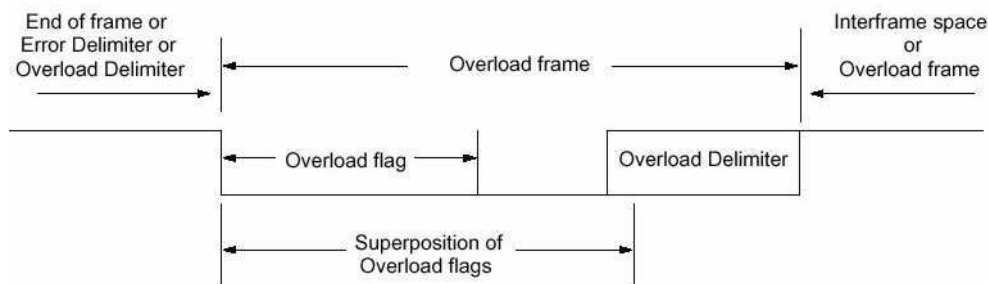 End of frame or
Error Delimiter or
Overload Delimiter
Overload frame
Interframe space
or
Overload frame
Overload flag
Overload Delimiter
Superposition of
Overload flags